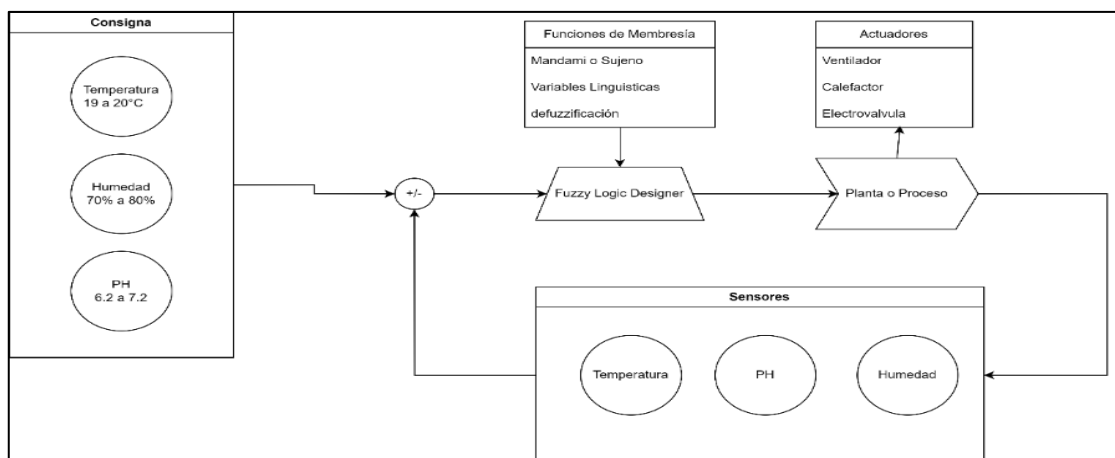 Consigna
Temperatura
19 a 20°C
Humedad
70% a 80%
PH
6.2 a 7.2
+/-
Funciones de Membresía
Mandami o Sujeno
Variables Linguisticas
defuzzificación
Fuzzy Logic Designer
Actuadores
Ventilador
Calefactor
Electrovalvula
Planta o Proceso
Sensores
Temperatura
PH
Humedad